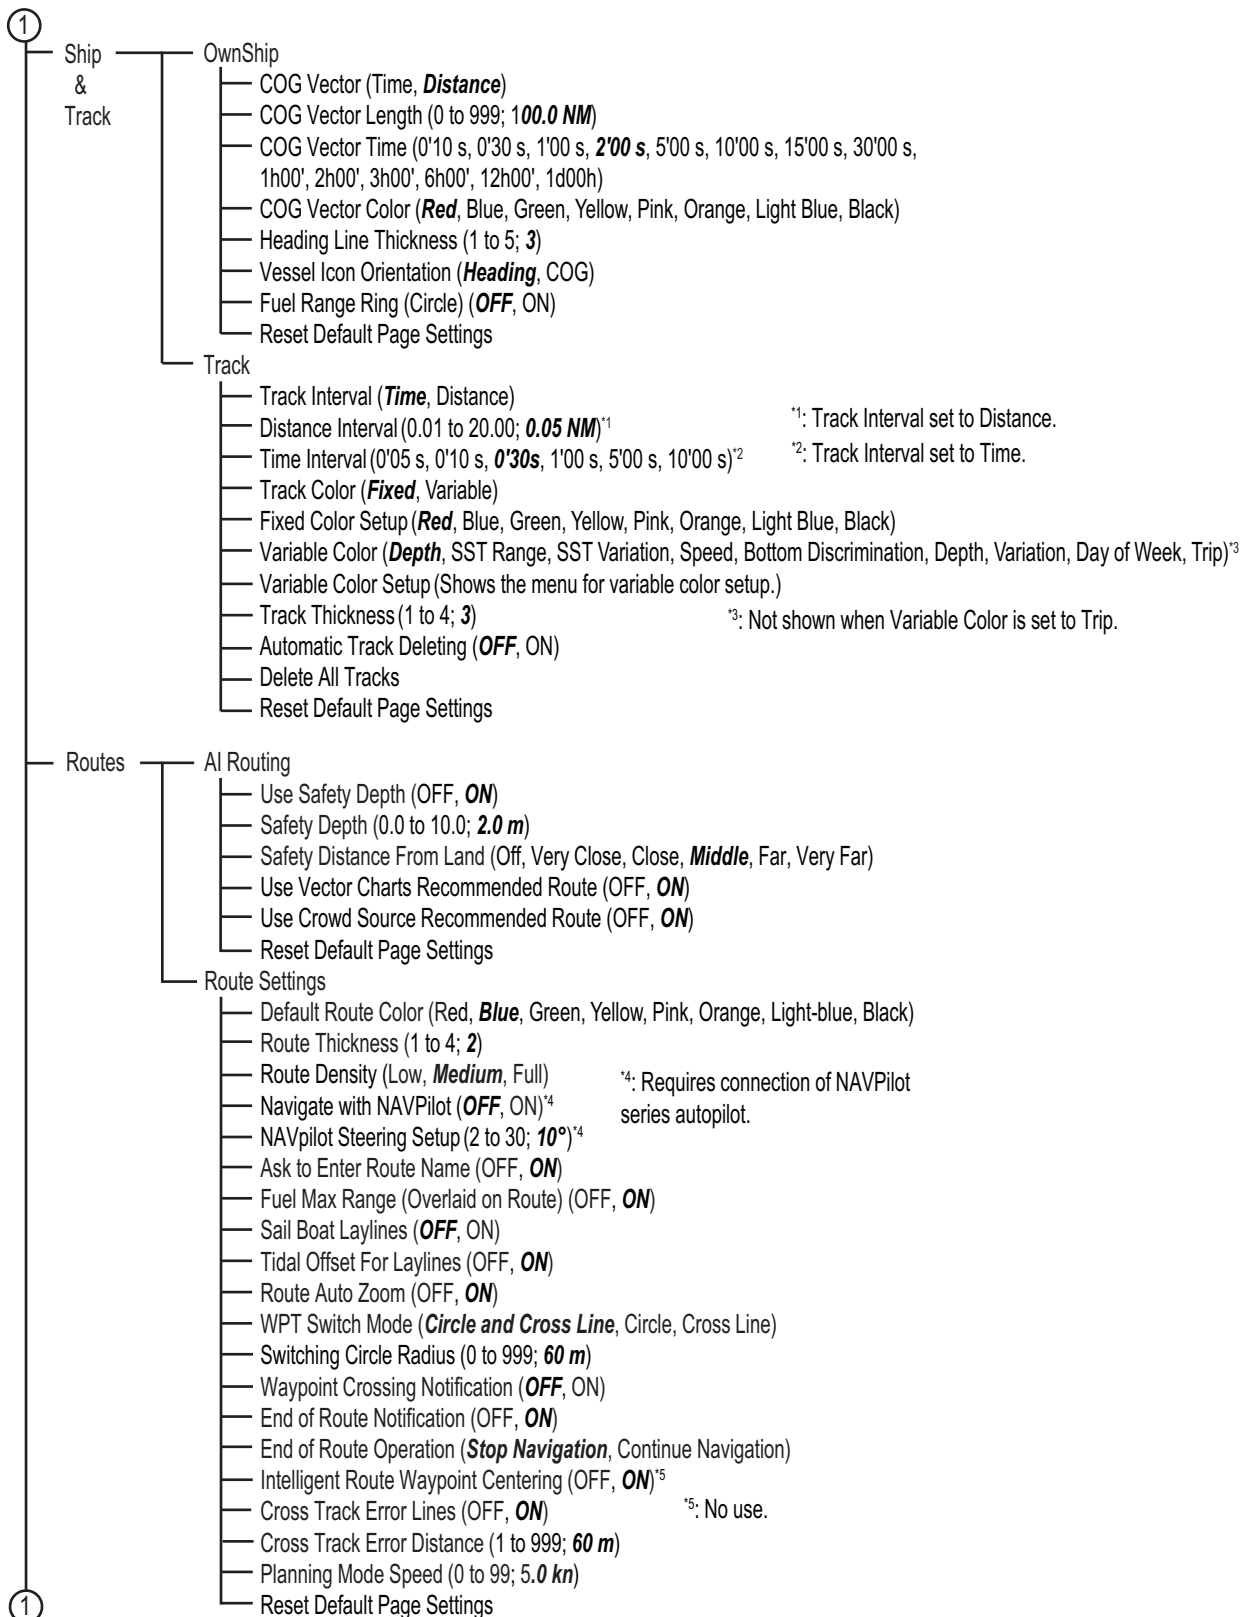 1
Ship
&
Track
OwnShip
COG Vector (Time, Distance)
COG Vector Length (0 to 999; 100.0 NM)
COG Vector Time (0'10 s, 0'30 s, 1'00 s, 2'00 s, 5'00 s, 10'00 s, 15'00 s, 30'00 s,
1h00', 2h00', 3h00', 6h00', 12h00', 1d00h)
COG Vector Color (Red, Blue, Green, Yellow, Pink, Orange, Light Blue, Black)
Heading Line Thickness (1 to 5; 3)
Vessel Icon Orientation (Heading, COG)
Fuel Range Ring (Circle) (OFF, ON)
Reset Default Page Settings
Track
Track Interval (Time, Distance)
Distance Interval (0.01 to 20.00; 0.05 NM)*1
*1: Track Interval set to Distance.
Time Interval (0'05 s, 0'10 s, 0'30s, 1'00 s, 5'00 s, 10'00 s)*2
*2: Track Interval set to Time.
Track Color (Fixed, Variable)
Fixed Color Setup (Red, Blue, Green, Yellow, Pink, Orange, Light Blue, Black)
Variable Color (Depth, SST Range, SST Variation, Speed, Bottom Discrimination, Depth, Variation, Day of Week, Trip)*3
Variable Color Setup (Shows the menu for variable color setup.)
Track Thickness (1 to 4; 3)
*3: Not shown when Variable Color is set to Trip.
Automatic Track Deleting (OFF, ON)
Delete All Tracks
Reset Default Page Settings
Routes
AI Routing
Use Safety Depth (OFF, ON)
Safety Depth (0.0 to 10.0; 2.0 m)
Safety Distance From Land (Off, Very Close, Close, Middle, Far, Very Far)
Use Vector Charts Recommended Route (OFF, ON)
Use Crowd Source Recommended Route (OFF, ON)
Reset Default Page Settings
Route Settings
Default Route Color (Red, Blue, Green, Yellow, Pink, Orange, Light-blue, Black)
Route Thickness (1 to 4; 2)
Route Density (Low, Medium, Full)
Navigate with NAVPilot (OFF, ON)*4
*4: Requires connection of NAVPilot
series autopilot.
NAVpilot Steering Setup (2 to 30; 10°)*4
Ask to Enter Route Name (OFF, ON)
Fuel Max Range (Overlaid on Route) (OFF, ON)
Sail Boat Laylines (OFF, ON)
Tidal Offset For Laylines (OFF, ON)
Route Auto Zoom (OFF, ON)
WPT Switch Mode (Circle and Cross Line, Circle, Cross Line)
Switching Circle Radius (0 to 999; 60 m)
Waypoint Crossing Notification (OFF, ON)
End of Route Notification (OFF, ON)
End of Route Operation (Stop Navigation, Continue Navigation)
Intelligent Route Waypoint Centering (OFF, ON)*5
Cross Track Error Lines (OFF, ON)
*5: No use.
Cross Track Error Distance (1 to 999; 60 m)
Planning Mode Speed (0 to 99; 5.0 kn)
Reset Default Page Settings
1